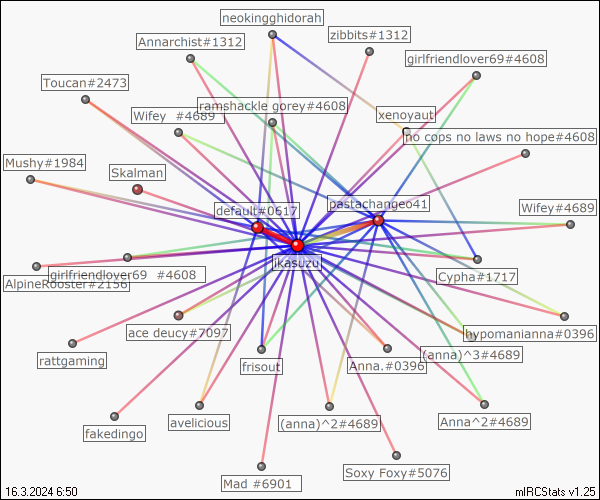 neokingghidorah
Annarchist#1312
zibbits#1312
girlfriendlover69#4608
Toucan#2473
Wifey  #4689
ramshackle gorey#4608
xenoyaut
no cops no laws no hope#4608
Mushy#1984
Skalman
default#0617
pastachangeo41
Wifey#4689
jkasuzu
AlpineRooster#2156
girlfriendlover69  #4608
Cypha#1717
ace deucy#7097
hypomanianna#0396
rattgaming
frisout
Anna.#0396
(anna)^3#4689
fakedingo
avelicious
(anna)^2#4689
Anna^2#4689
Mad #6901
Soxy Foxy#5076
16.3.2024 6:50
mIRCStats v1.25